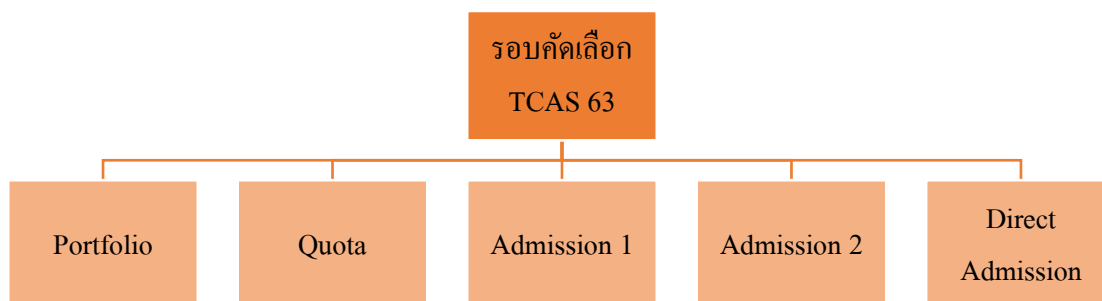 รอบคัดเลือก
TCAS 63
Portfolio
Quota
Admission 1
Admission 2
Direct
Admission